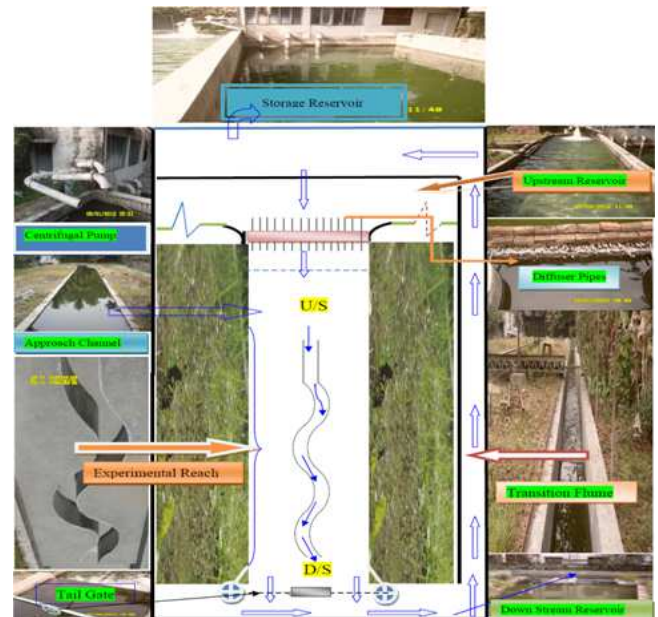 Storage Reservoir
Centrifugal Pump
Upstream Reservoir
Diffuser Pipes
Approach Channel
U/S
Experimental Reach
Transition Flume
D/S
Tail Gate
Down Stream Reservoir